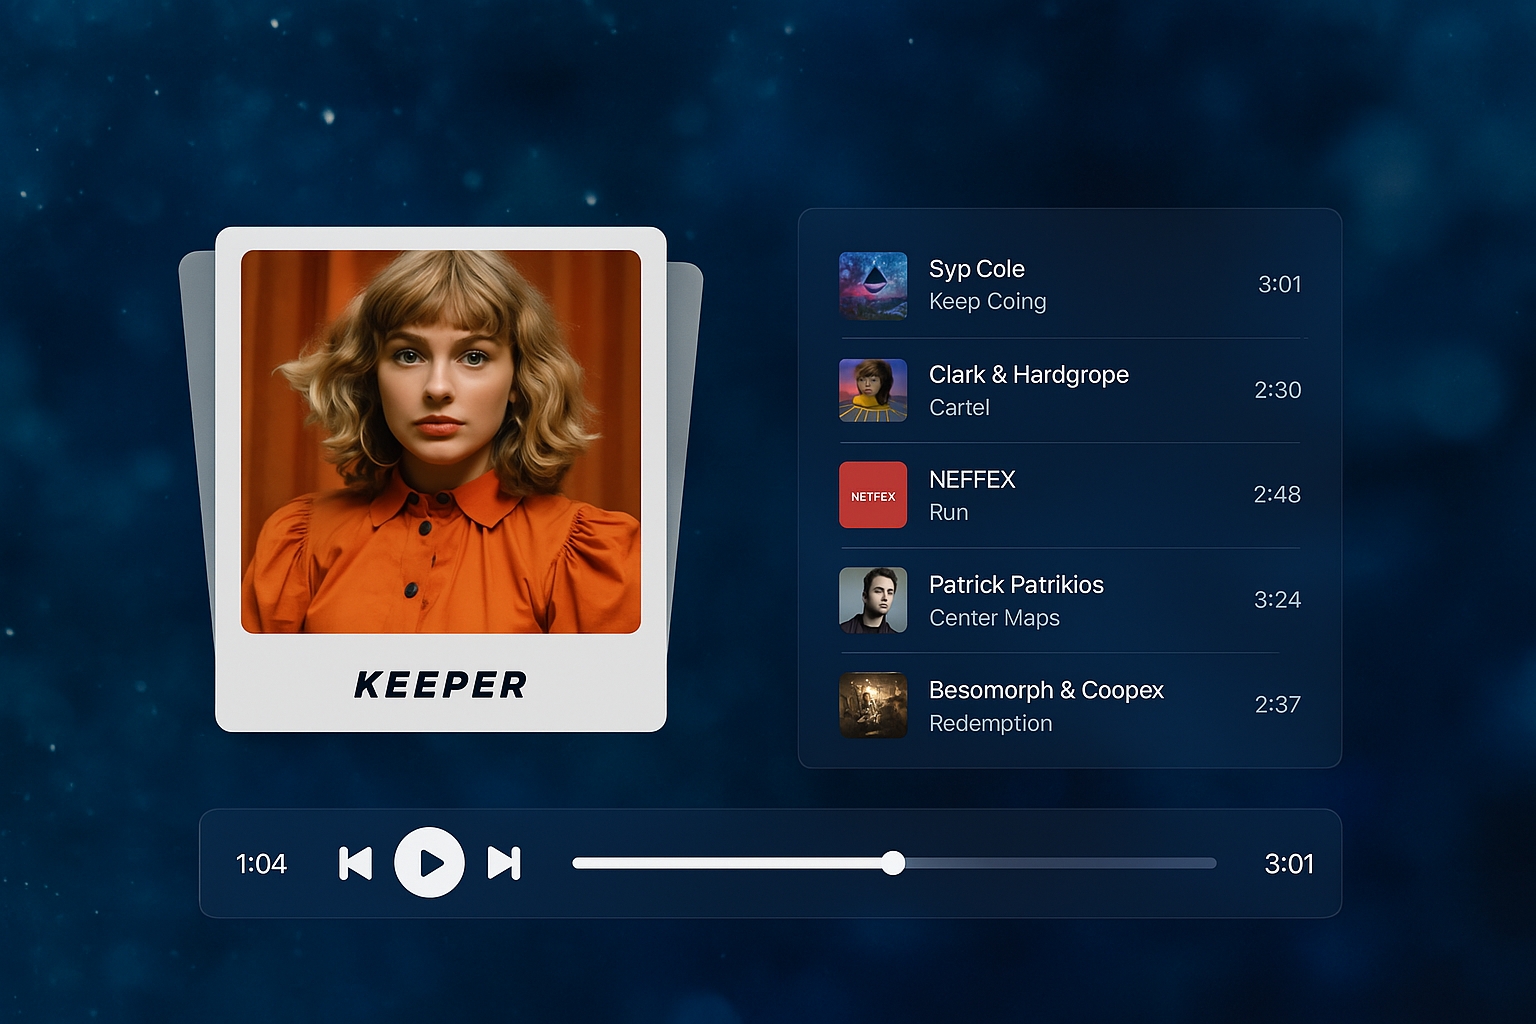 KEEPER
Syp Cole
Keep Coing
3:01
Clark & Hardgrope
Cartel
2:30
NETFEX
NEFFEX
Run
2:48
Patrick Patrikios
Center Maps
3:24
Besomorph & Coopex
Redemption
2:37
1:04
3:01